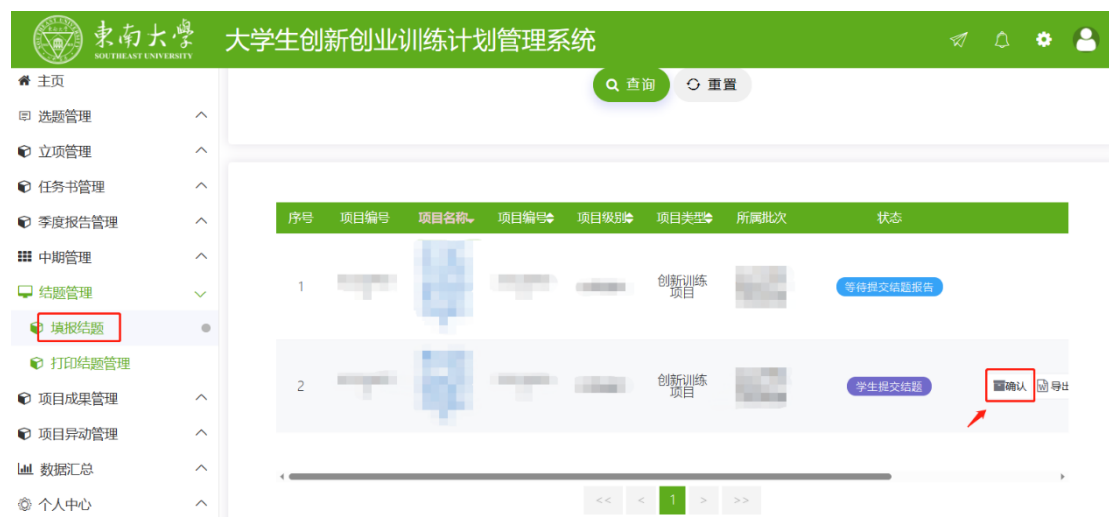 東南大學 大学生创新创业训练计划管理系统
SOUTHEAST UNIVERSITY
主页
查询 重置
选题管理
立项管理
任务书管理
季度报告管理
中期管理
结题管理
填报结题
打印结题管理
项目成果管理
项目异动管理
数据汇总
个人中心
序号 项目编号 项目名称 项目编号 项目级别 项目类型 所属批次 状态
1 创新训练
项目 等待提交结题报告
2 创新训练
项目 学生提交结题 确认 导出
<< < 1 > >>